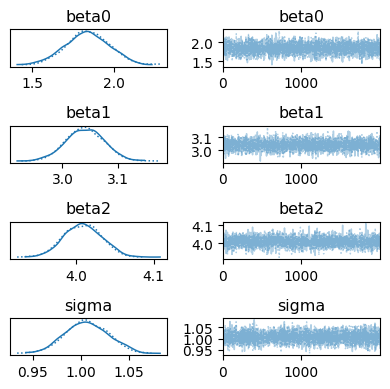 beta0 beta0
2.0
1.5
1.5 2.0 0 1000
beta1 beta1
3.1
3.0
3.0 3.1 0 1000
beta2 beta2
4.1
4.0
4.0 4.1 0 1000
sigma sigma
1.05
1.00
0.95
0.95 1.00 1.05 0 1000